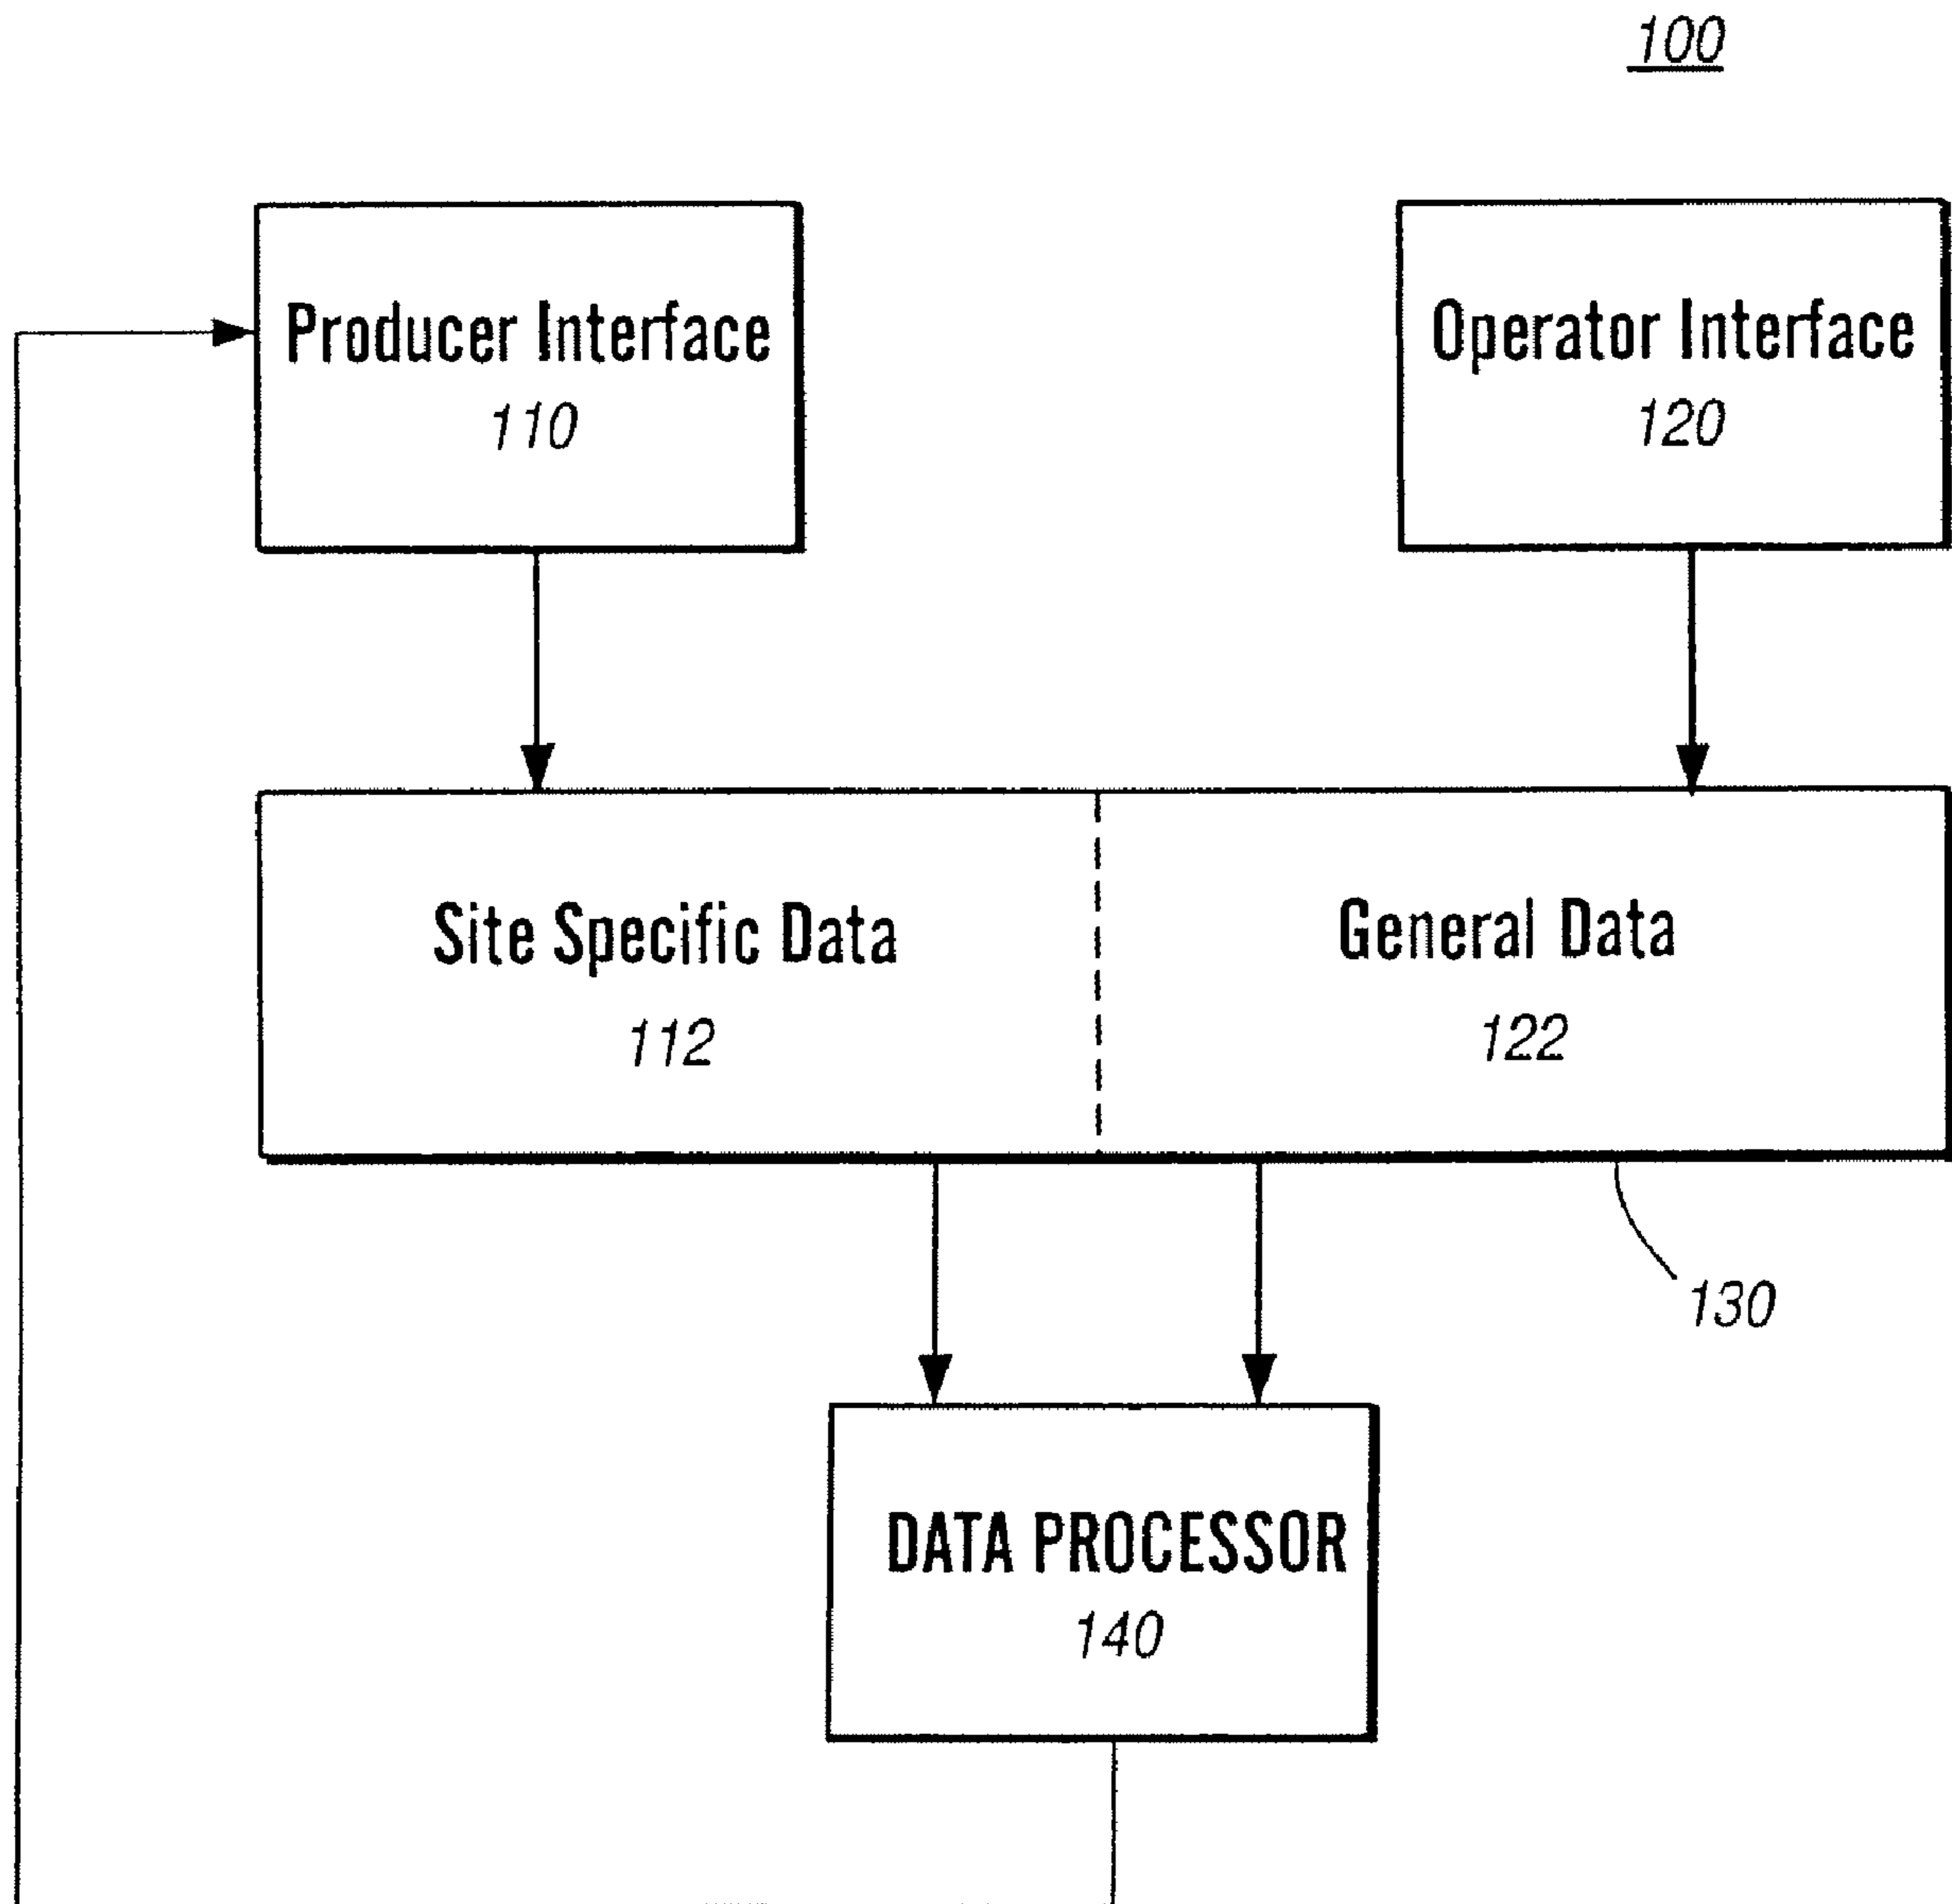 100
Producer Interface
110
Operator Interface
120
Site Specific Data
112
General Data
122
130
DATA PROCESSOR
140